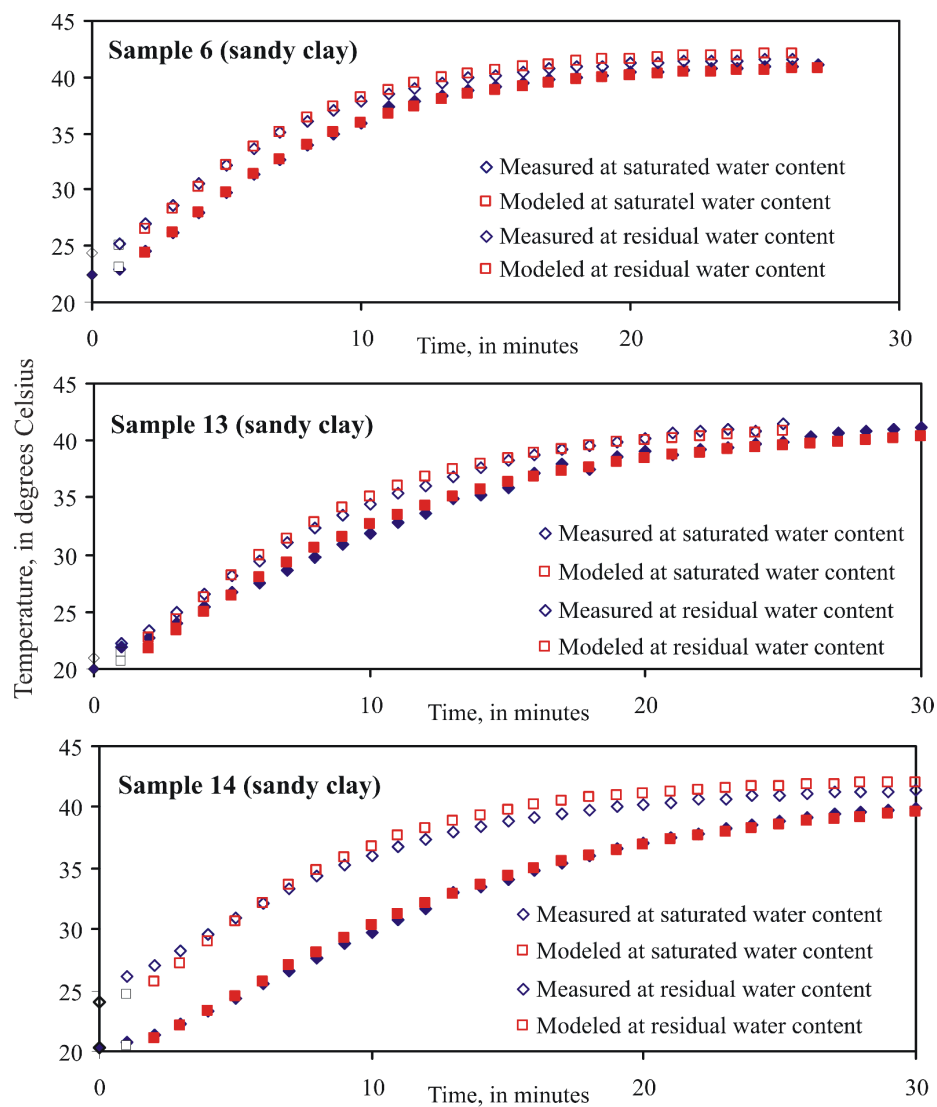 45
Sample 6 (sandy clay)
40
35
30
25
20
Measured at saturated water content
Modeled at saturatel water content
Measured at residual water content
Modeled at residual water content
0
10
20
30
Time, in minutes
Temperature, in degrees Celsius
45
Sample 13 (sandy clay)
40
35
30
25
20
Measured at saturated water content
Modeled at saturated water content
Measured at residual water content
Modeled at residual water content
0
10
20
30
Time, in minutes
45
Sample 14 (sandy clay)
40
35
30
25
20
Measured at saturated water content
Modeled at saturated water content
Measured at residual water content
Modeled at residual water content
0
10
20
30
Time, in minutes